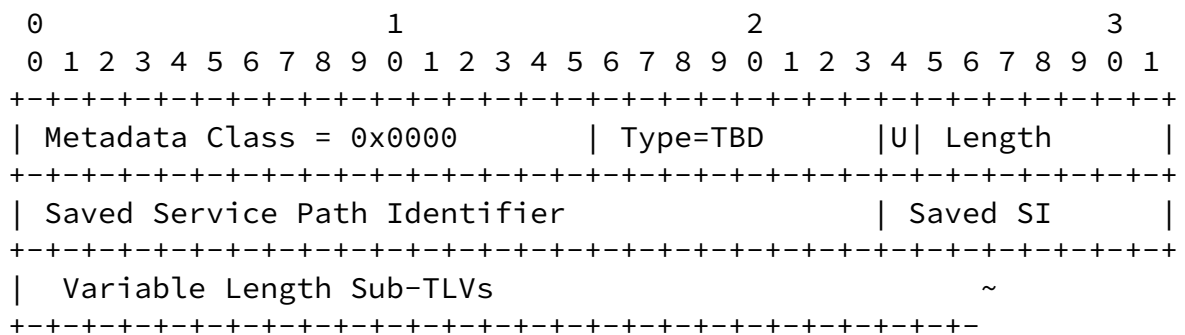 0                   1                   2                   3
0 1 2 3 4 5 6 7 8 9 0 1 2 3 4 5 6 7 8 9 0 1 2 3 4 5 6 7 8 9 0 1
+-+-+-+-+-+-+-+-+-+-+-+-+-+-+-+-+-+-+-+-+-+-+-+-+-+-+-+-+-+-+-+-+
| Metadata Class = 0x0000       | Type=TBD      |U| Length      |
+-+-+-+-+-+-+-+-+-+-+-+-+-+-+-+-+-+-+-+-+-+-+-+-+-+-+-+-+-+-+-+-+
| Saved Service Path Identifier                 | Saved SI      |
+-+-+-+-+-+-+-+-+-+-+-+-+-+-+-+-+-+-+-+-+-+-+-+-+-+-+-+-+-+-+-+-+
|  Variable Length Sub-TLVs                           ~
+-+-+-+-+-+-+-+-+-+-+-+-+-+-+-+-+-+-+-+-+-+-+-+-+-+-+-